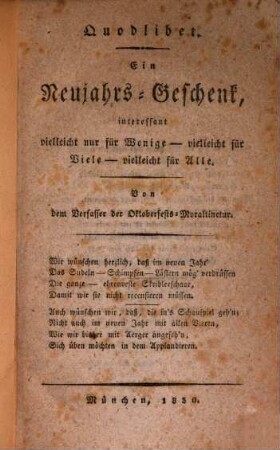 Quodlibet.
Ein
Neujahrs-Geschenk,
interessant
vielleicht nur für Wenige — vielleicht für
Viele — vielleicht für Alle.
Von
dem Verfasser der Oktoberfests-Moraltinctur.
Wir wünschen herzlich, daß im neuen Jahr'
Das Sudeln — Schimpfen — Lästern mög' verdrüssen
Die ganze — ehrenveste Skriblerschaar,
Damit wir sie nicht recensieren müssen.
Auch wünschen wir, daß, die in's Schauspiel geh'n,
Nicht auch im neuen Jahr mit allen
Wie wir bisher mit Aerger angeseh'n,
Sich üben möchten in dem Applaudieren.
München, 1830.